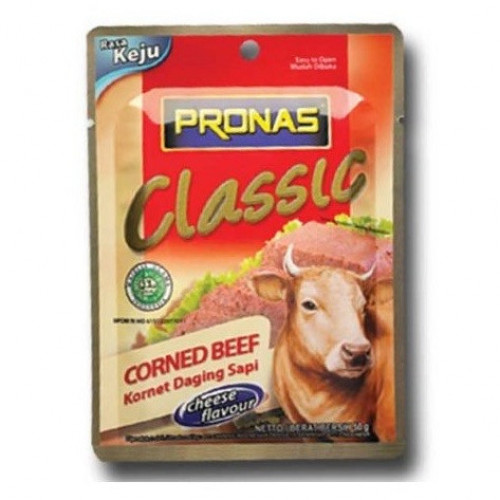 Rasa
Keju
Easy to Open
Mudah Dibuka
PRONAS
Classic
CORNED BEEF
Kornet Daging Sapi
cheese
flavour
NETTO / BERAT BERSIH 50 g